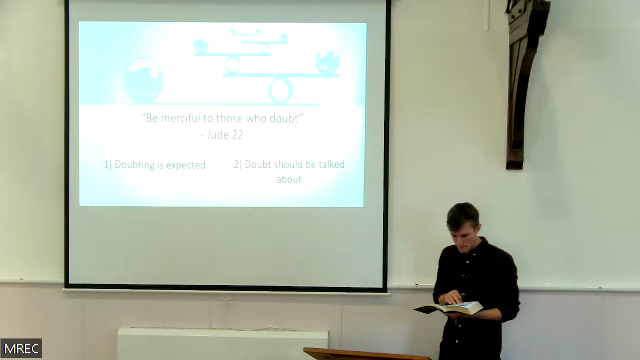 "Be merciful to those who doubt"
- Jude 22
1) Doubting is expected
2) Doubt should be talked
about
MREC